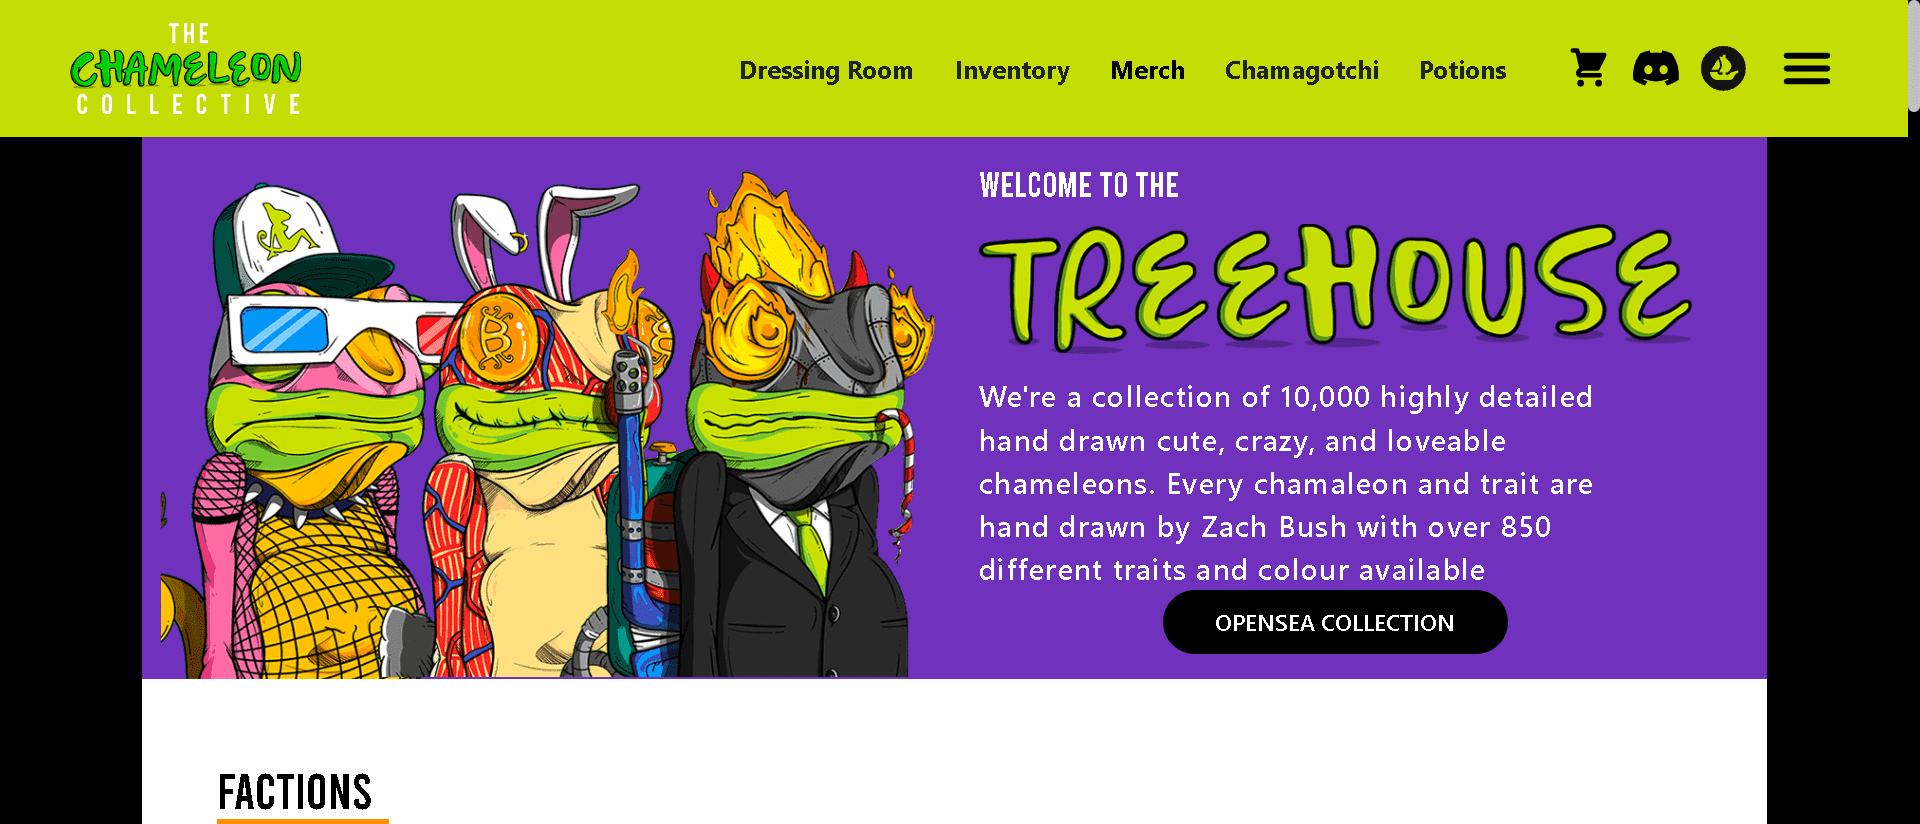 THE
CHAMELEON
COLLECTIVE
Dressing Room
Inventory
Merch
Chamagotchi
Potions
WELCOME TO THE
TREEHOUSE
We're a collection of 10,000 highly detailed
hand drawn cute, crazy, and loveable
chameleons. Every chamaleon and trait are
hand drawn by Zach Bush with over 850
different traits and colour available
OPENSEA COLLECTION
FACTIONS